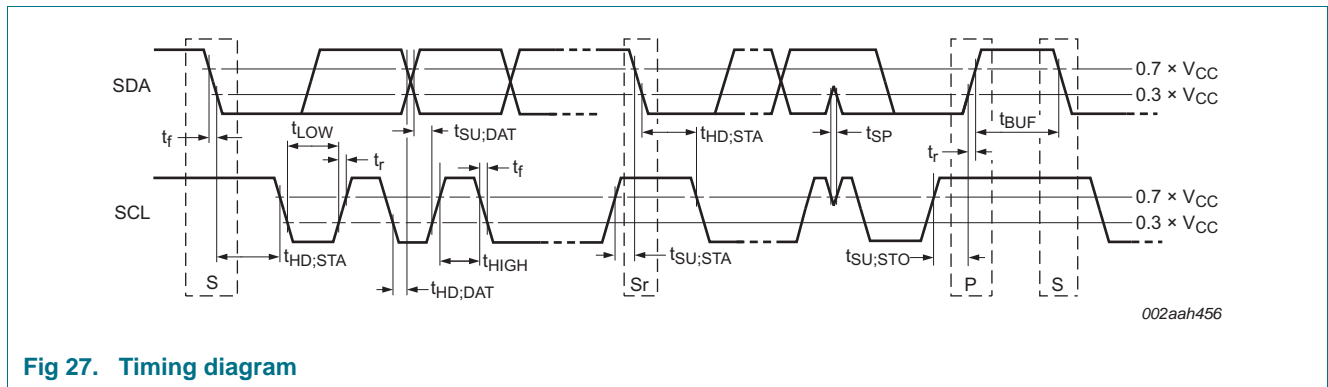 SDA
0.7 × VCC
0.3 × VCC
tf
tLOW
tSU;DAT
tHD;STA
tSP
tBUF
tr
tf
tr
SCL
0.7 × VCC
0.3 × VCC
tHD;STA
tHIGH
tSU;STA
tSU;STO
S
tHD;DAT
Sr
P
S
002aah456
Fig 27. Timing diagram